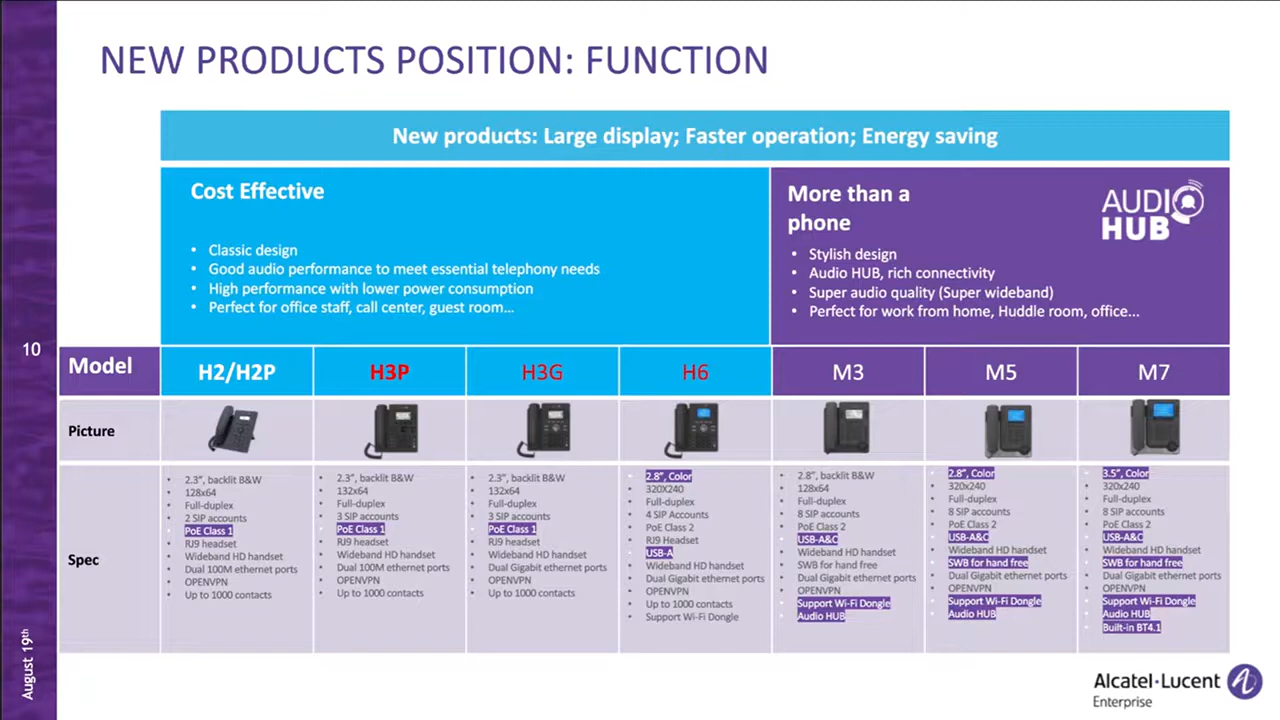 NEW PRODUCTS POSITION: FUNCTION
New products: Large display; Faster operation; Energy saving
Cost Effective
• Classic design
• Good audio performance to meet essential telephony needs
• High performance with lower power consumption
• Perfect for office staff, call center, guest room...
More than a
phone
AUDIO
HUB
• Stylish design
• Audio HUB, rich connectivity
• Super audio quality (Super wideband)
• Perfect for work from home, Huddle room, office...
10
Model
H2/H2P
H3P
H3G
H6
M3
M5
M7
Picture
Spec
• 2.3”, backlit B&W
• 128x64
• Full-duplex
• 2 SIP accounts
• PoE Class 1
• RJ9 headset
• Wideband HD handset
• Dual 100M ethernet ports
• OPENVPN
• Up to 1000 contacts
• 2.3”, backlit B&W
• 132x64
• Full-duplex
• 3 SIP accounts
• PoE Class 1
• RJ9 headset
• Wideband HD handset
• Dual 100M ethernet ports
• OPENVPN
• Up to 1000 contacts
• 2.3”, backlit B&W
• 132x64
• Full-duplex
• 3 SIP accounts
• PoE Class 1
• RJ9 headset
• Wideband HD handset
• Dual Gigabit ethernet ports
• OPENVPN
• Up to 1000 contacts
• 2.8”, Color
• 320X240
• Full-duplex
• 4 SIP Accounts
• PoE Class 2
• RJ9 Headset
• USB-A
• Wideband HD handset
• Dual Gigabit ethernet ports
• OPENVPN
• Up to 1000 contacts
• Support Wi-Fi Dongle
• 2.8”, backlit B&W
• 128x64
• Full-duplex
• 8 SIP accounts
• PoE Class 2
• USB-A&C
• Wideband HD handset
• SWB for hand free
• Dual Gigabit ethernet ports
• OPENVPN
• Support Wi-Fi Dongle
• Audio HUB
• 2.8”, Color
• 320x240
• Full-duplex
• 8 SIP accounts
• PoE Class 2
• USB-A&C
• Wideband HD handset
• SWB for hand free
• Dual Gigabit ethernet ports
• OPENVPN
• Support Wi-Fi Dongle
• Audio HUB
• 3.5”, Color
• 320x240
• Full-duplex
• 8 SIP accounts
• PoE Class 2
• USB-A&C
• Wideband HD handset
• SWB for hand free
• Dual Gigabit ethernet ports
• OPENVPN
• Support Wi-Fi Dongle
• Audio HUB
• Built-in BT4.1
August 19th
Alcatel·Lucent
Enterprise